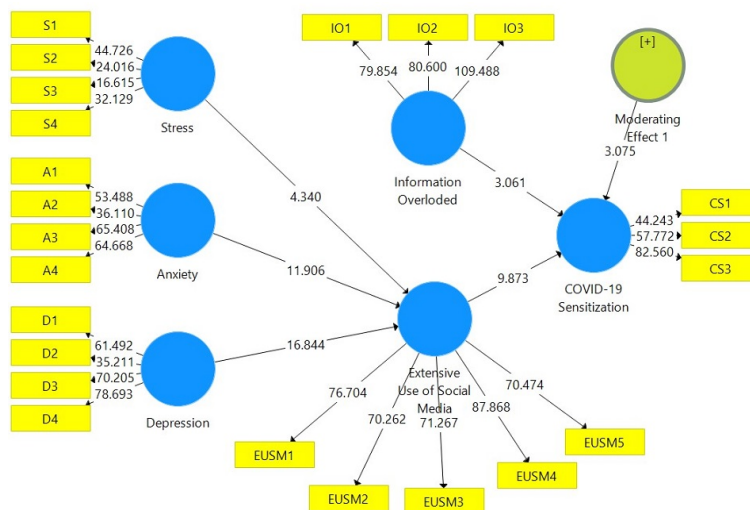 S1
S2
S3
S4
44.726
24.016
16.615
32.129
Stress
IO1
IO2
IO3
79.854
80.600
109.488
Information
Overloded
[+]
Moderating
Effect 1
3.075
A1
A2
A3
A4
53.488
36.110
65.408
64.668
Anxiety
4.340
3.061
11.906
9.873
CS1
CS2
CS3
44.243
57.772
82.560
COVID-19
Sensitization
D1
D2
D3
D4
61.492
35.211
70.205
78.693
Depression
16.844
Extensive
Use of Social
Media
76.704
70.262
71.267
87.868
70.474
EUSM1
EUSM2
EUSM3
EUSM4
EUSM5